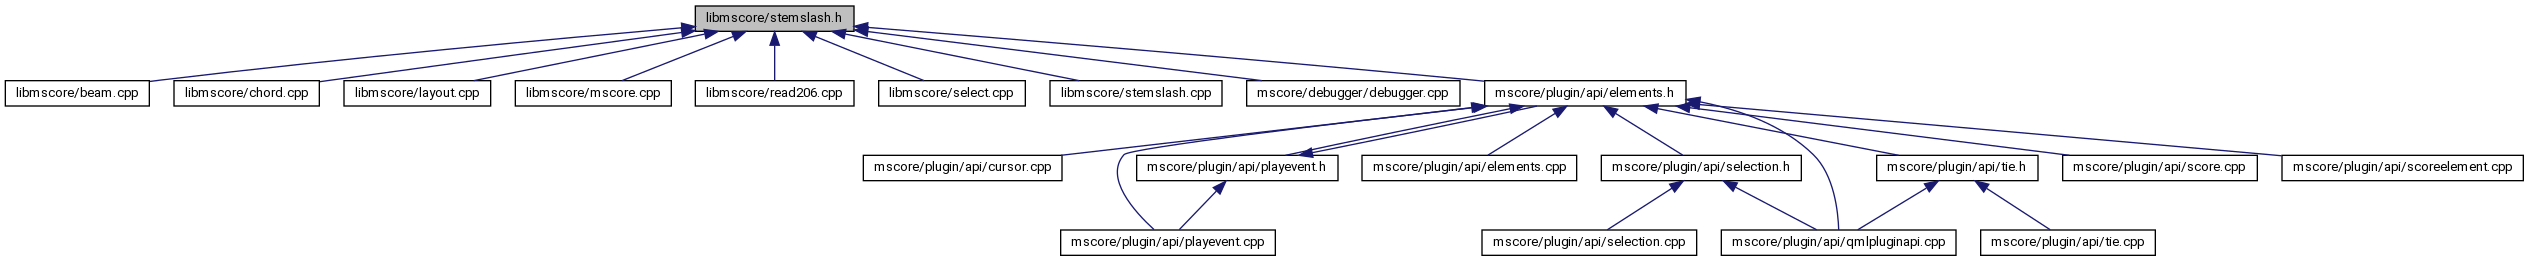 libmscore/stemslash.h
libmscore/beam.cpp
libmscore/chord.cpp
libmscore/layout.cpp
libmscore/mscore.cpp
libmscore/read206.cpp
libmscore/select.cpp
libmscore/stemslash.cpp
mscore/debugger/debugger.cpp
mscore/plugin/api/elements.h
mscore/plugin/api/cursor.cpp
mscore/plugin/api/playevent.h
mscore/plugin/api/elements.cpp
mscore/plugin/api/selection.h
mscore/plugin/api/tie.h
mscore/plugin/api/score.cpp
mscore/plugin/api/scoreelement.cpp
mscore/plugin/api/playevent.cpp
mscore/plugin/api/selection.cpp
mscore/plugin/api/qmlpluginapi.cpp
mscore/plugin/api/tie.cpp